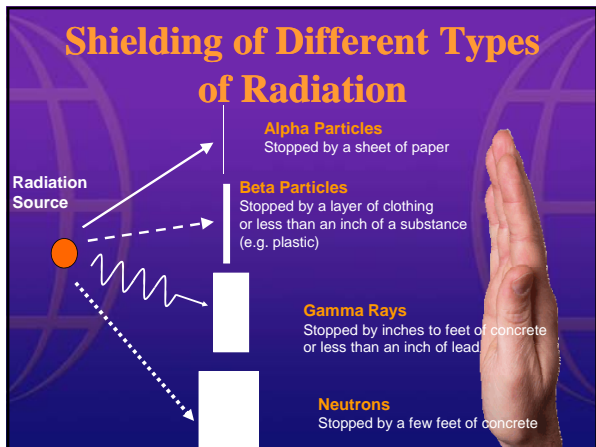 Shielding of Different Types
of Radiation
Alpha Particles
Stopped by a sheet of paper
Radiation
Source
Beta Particles
Stopped by a layer of clothing
or less than an inch of a substance
(e.g. plastic)
Gamma Rays
Stopped by inches to feet of concrete
or less than an inch of lead
Neutrons
Stopped by a few feet of concrete